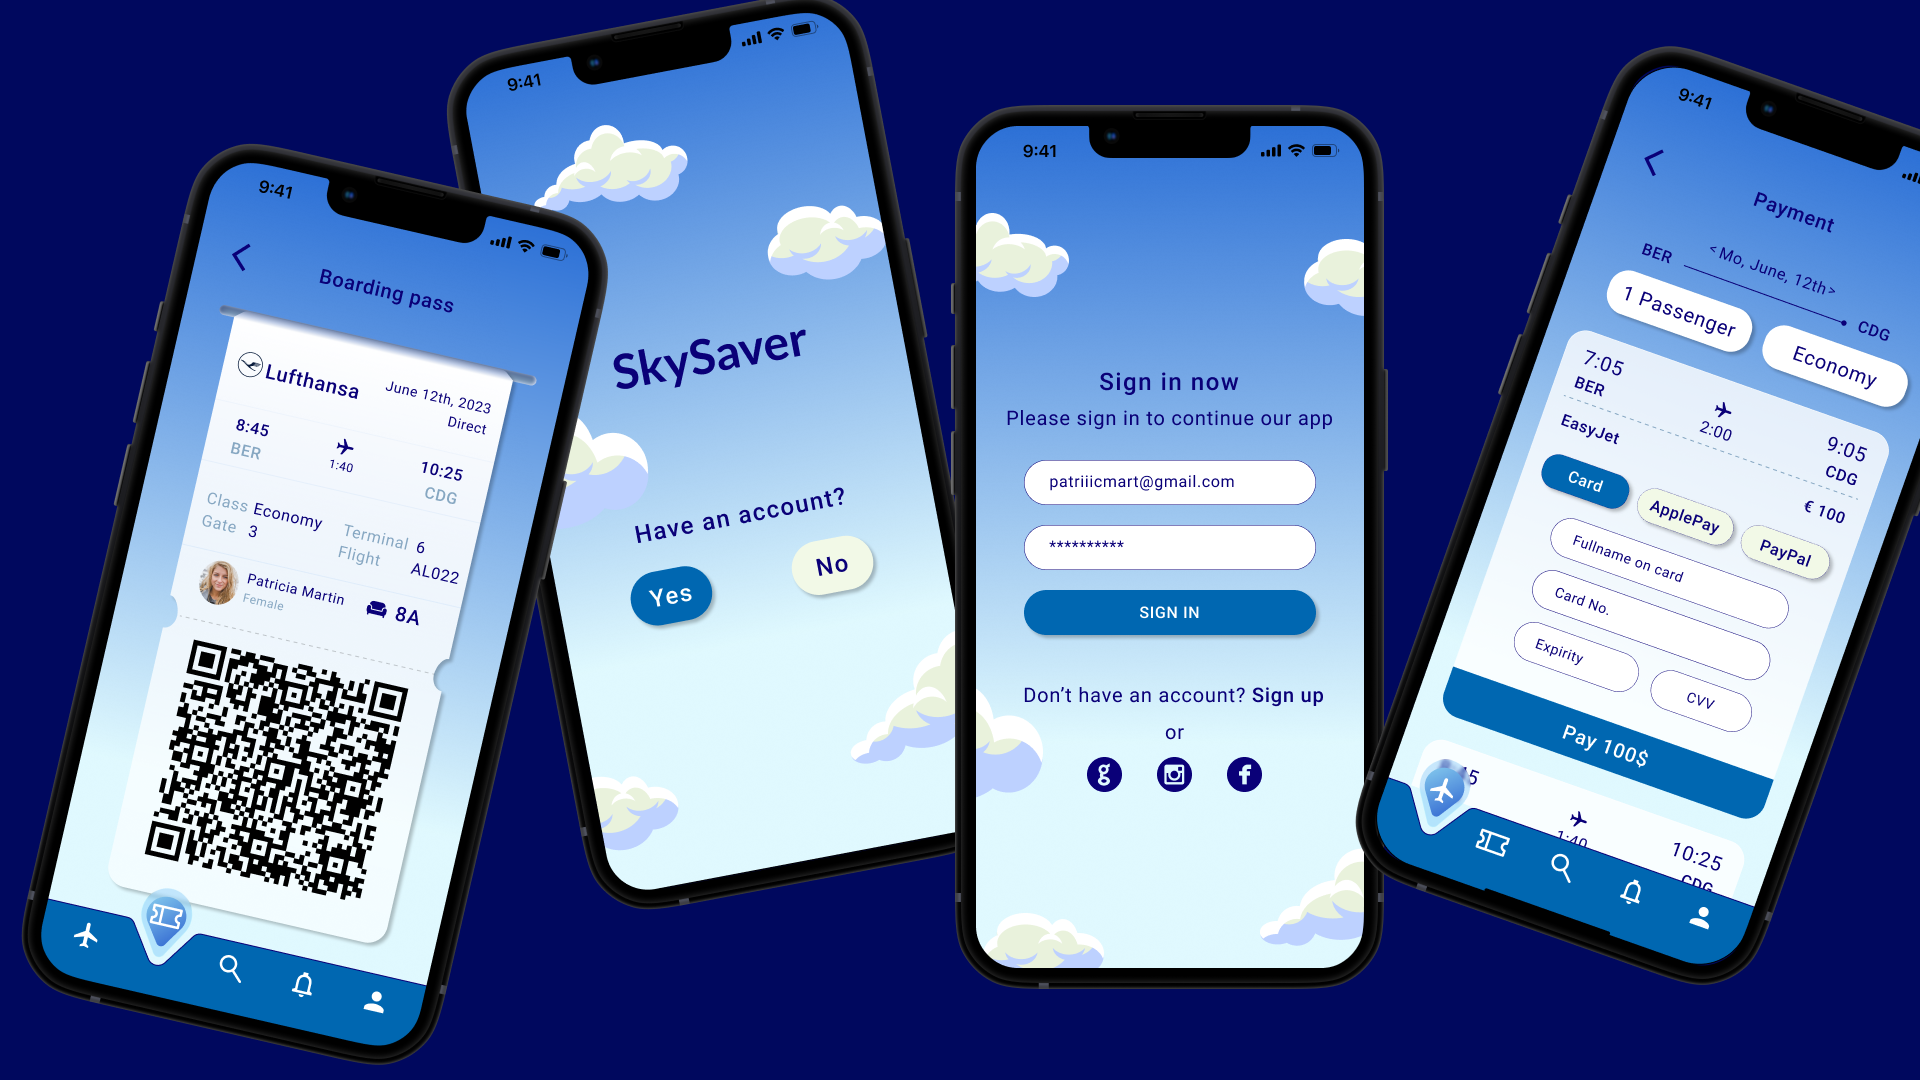 9:41
Boarding pass
Lufthansa
June 12th, 2023
Direct
8:45
BER
1:40
10:25
CDG
Class Economy
Gate 3
Terminal 6
Flight AL022
Patricia Martin
Female
8A
9:41
SkySaver
Have an account?
Yes
No
9:41
Sign in now
Please sign in to continue our app
patriiicmart@gmail.com
**********
SIGN IN
Don't have an account? Sign up
or
g
f
9:41
Payment
BER
<Mo, June, 12th>
CDG
1 Passenger
Economy
7:05
BER
2:00
9:05
CDG
EasyJet
€ 100
Card
ApplePay
PayPal
Fullname on card
Card No.
Expirity
CVV
Pay 100$
1:40
10:25
CDG